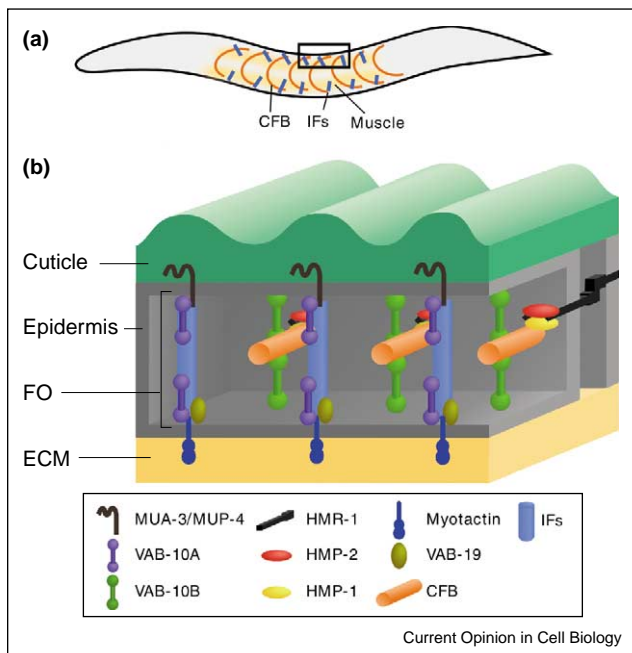 (a)
CFB IFs Muscle
(b)
Cuticle
Epidermis
FO
ECM
MUA-3/MUP-4 HMR-1 Myotactin IFs
VAB-10A HMP-2 VAB-19
VAB-10B HMP-1 CFB
Current Opinion in Cell Biology